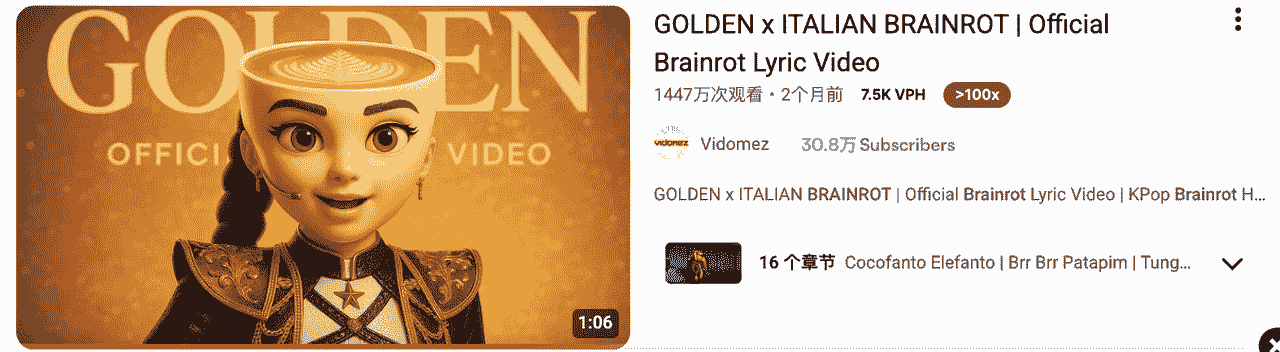 GOLDEN
OFFICI VIDEO
1:06
GOLDEN x ITALIAN BRAINROT | Official
Brainrot Lyric Video
1447万次观看・2个月前 7.5K VPH >100x
vidomez Vidomez 30.8万 Subscribers
GOLDEN x ITALIAN BRAINROT | Official Brainrot Lyric Video | KPop Brainrot H...
16 个章节 Cocofanto Elefanto | Brr Brr Patapim | Tung...